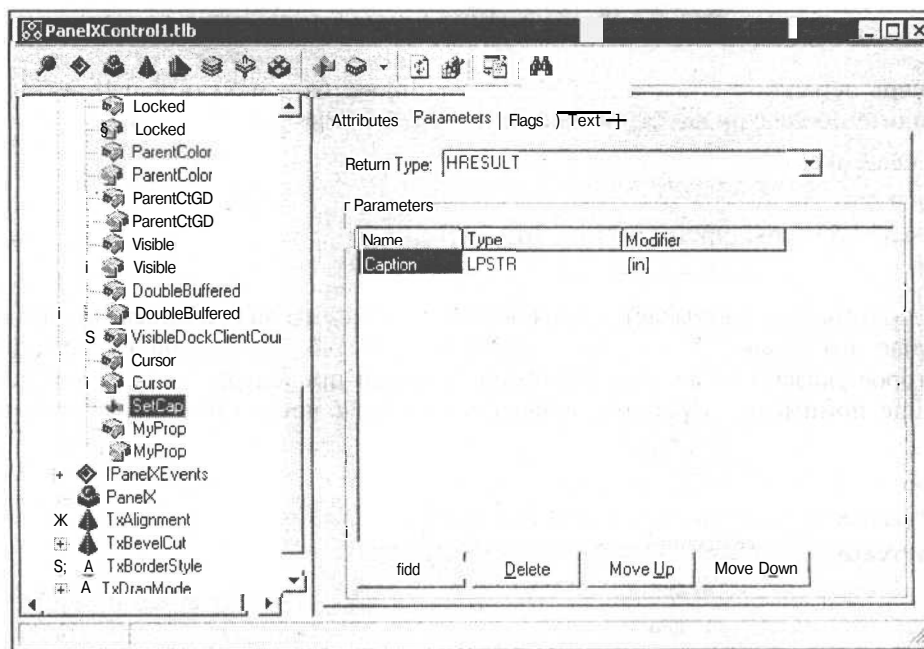 PanelXControl1.tlb
Locked
§ Locked
ParentColor
ParentColor
ParentCtGD
ParentCtGD
Visible
i Visible
DoubleBuffered
i DoubleBuffered
S VisibleDockClientCour
Cursor
i Cursor
SetCap
MyProp
MyProp
+ IPanelXEvents
PanelX
Ж TxAlignment
+ TxBevelCut
S; A TxBorderStyle
+ A TxDragMode
Attributes Parameters | Flags ) Text ]
Return Type: HRESULT
r Parameters
Name Type Modifier
Caption LPSTR [in]
i
i
fidd Delete Move Up Move Down